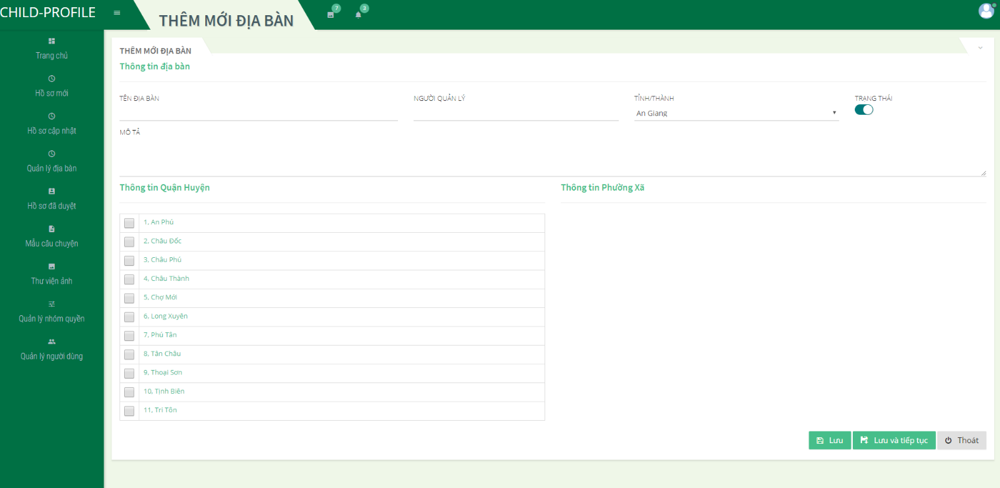 CHILD-PROFILE
THÊM MỚI ĐỊA BÀN
7
3
Trang chủ
Hồ sơ mới
Hồ sơ cập nhật
Quản lý địa bàn
Hồ sơ đã duyệt
Mẫu câu chuyện
Thư viện ảnh
Quản lý nhóm quyền
Quản lý người dùng
THÊM MỚI ĐỊA BÀN
Thông tin địa bàn
TÊN ĐỊA BÀN
NGƯỜI QUẢN LÝ
TỈNH/THÀNH
TRẠNG THÁI
An Giang
MÔ TẢ
Thông tin Quận Huyện
Thông tin Phường Xã
1, An Phú
2, Châu Đốc
3, Châu Phú
4, Châu Thành
5, Chợ Mới
6, Long Xuyên
7, Phú Tân
8, Tân Châu
9, Thoại Sơn
10, Tịnh Biên
11, Tri Tôn
Lưu
Lưu và tiếp tục
Thoát